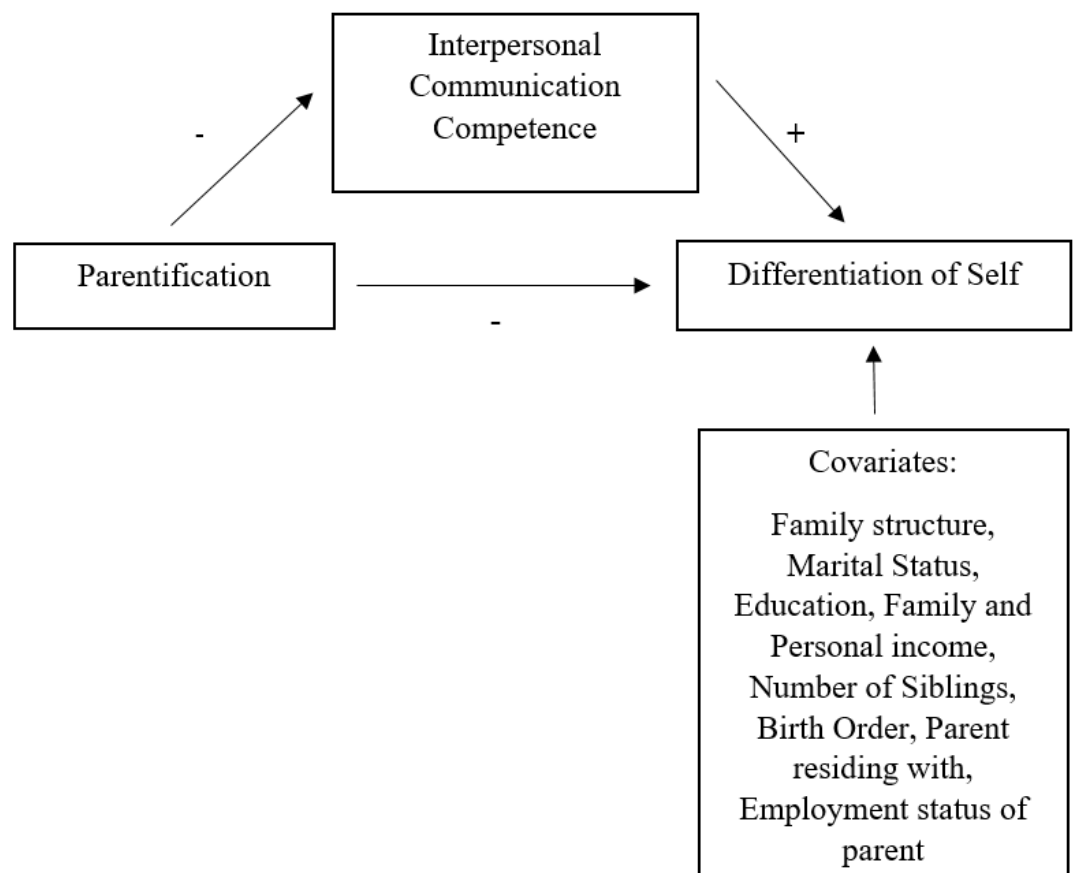 Interpersonal
Communication
Competence
-
+
Parentification
Differentiation of Self
-
Covariates:
Family structure,
Marital Status,
Education, Family and
Personal income,
Number of Siblings,
Birth Order, Parent
residing with,
Employment status of
parent